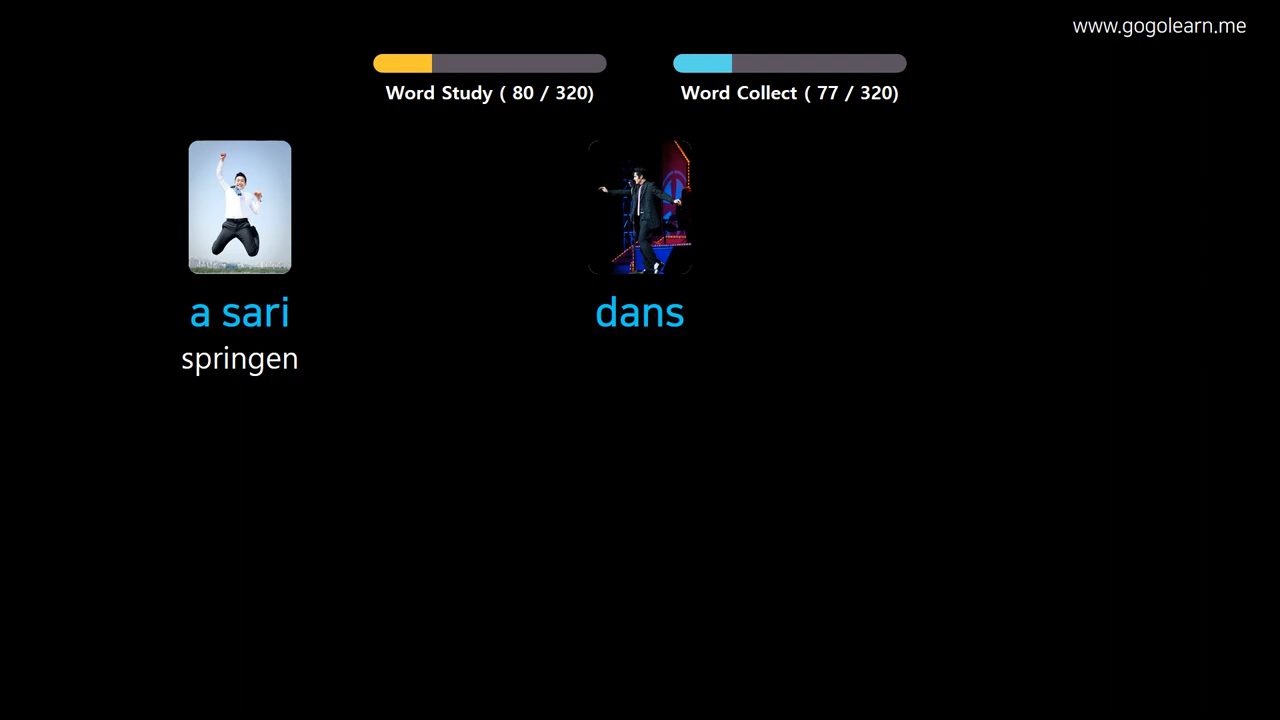 www.gogolearn.me
Word Study ( 80 / 320)
Word Collect ( 77 / 320)
a sari
springen
dans